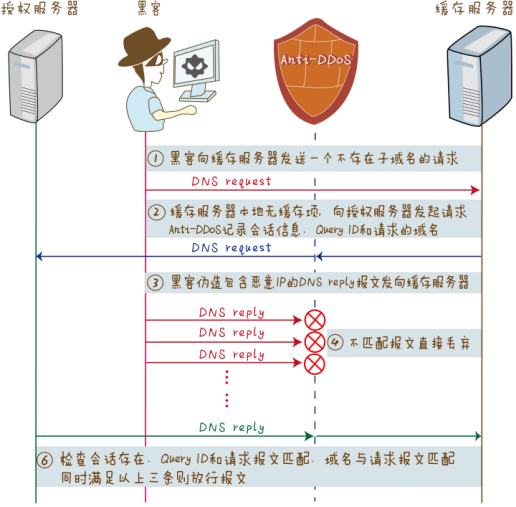 授权服务器
黑客
缓存服务器
Anti-DDoS
① 黑客向缓存服务器发送一个不存在子域名的请求
DNS request
② 缓存服务器本地无缓存项，向授权服务器发起请求
Anti-DDoS记录会话信息，Query ID和请求的域名
DNS request
③ 黑客伪造包含恶意IP的DNS reply报文发向缓存服务器
DNS reply
DNS reply
④ 不匹配报文直接丢弃
DNS reply
DNS reply
⑥ 检查会话存在，Query ID和请求报文匹配，域名与请求报文匹配
同时满足以上三条则放行报文